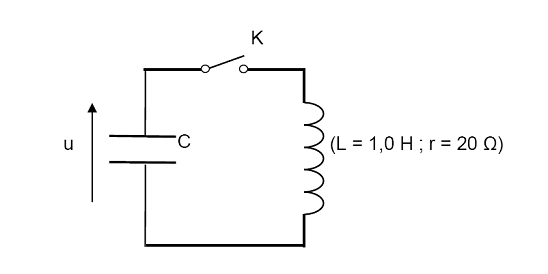 K
u
C
(L = 1,0 H ; r = 20 Ω)